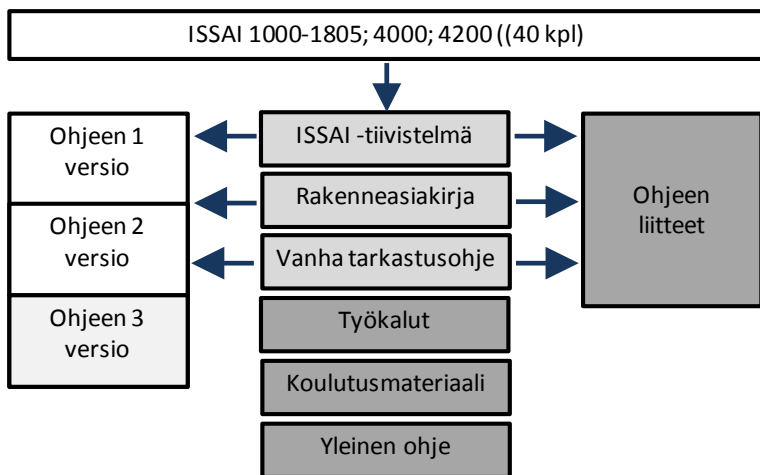 ISSAI 1000-1805; 4000; 4200 ((40 kpl)
Ohjeen 1
versio
Ohjeen 2
versio
Ohjeen 3
versio
ISSAI -tiivistelmä
Rakenneasiakirja
Vanha tarkastusohje
Työkalut
Koulutusmateriaali
Yleinen ohje
Ohjeen
liitteet